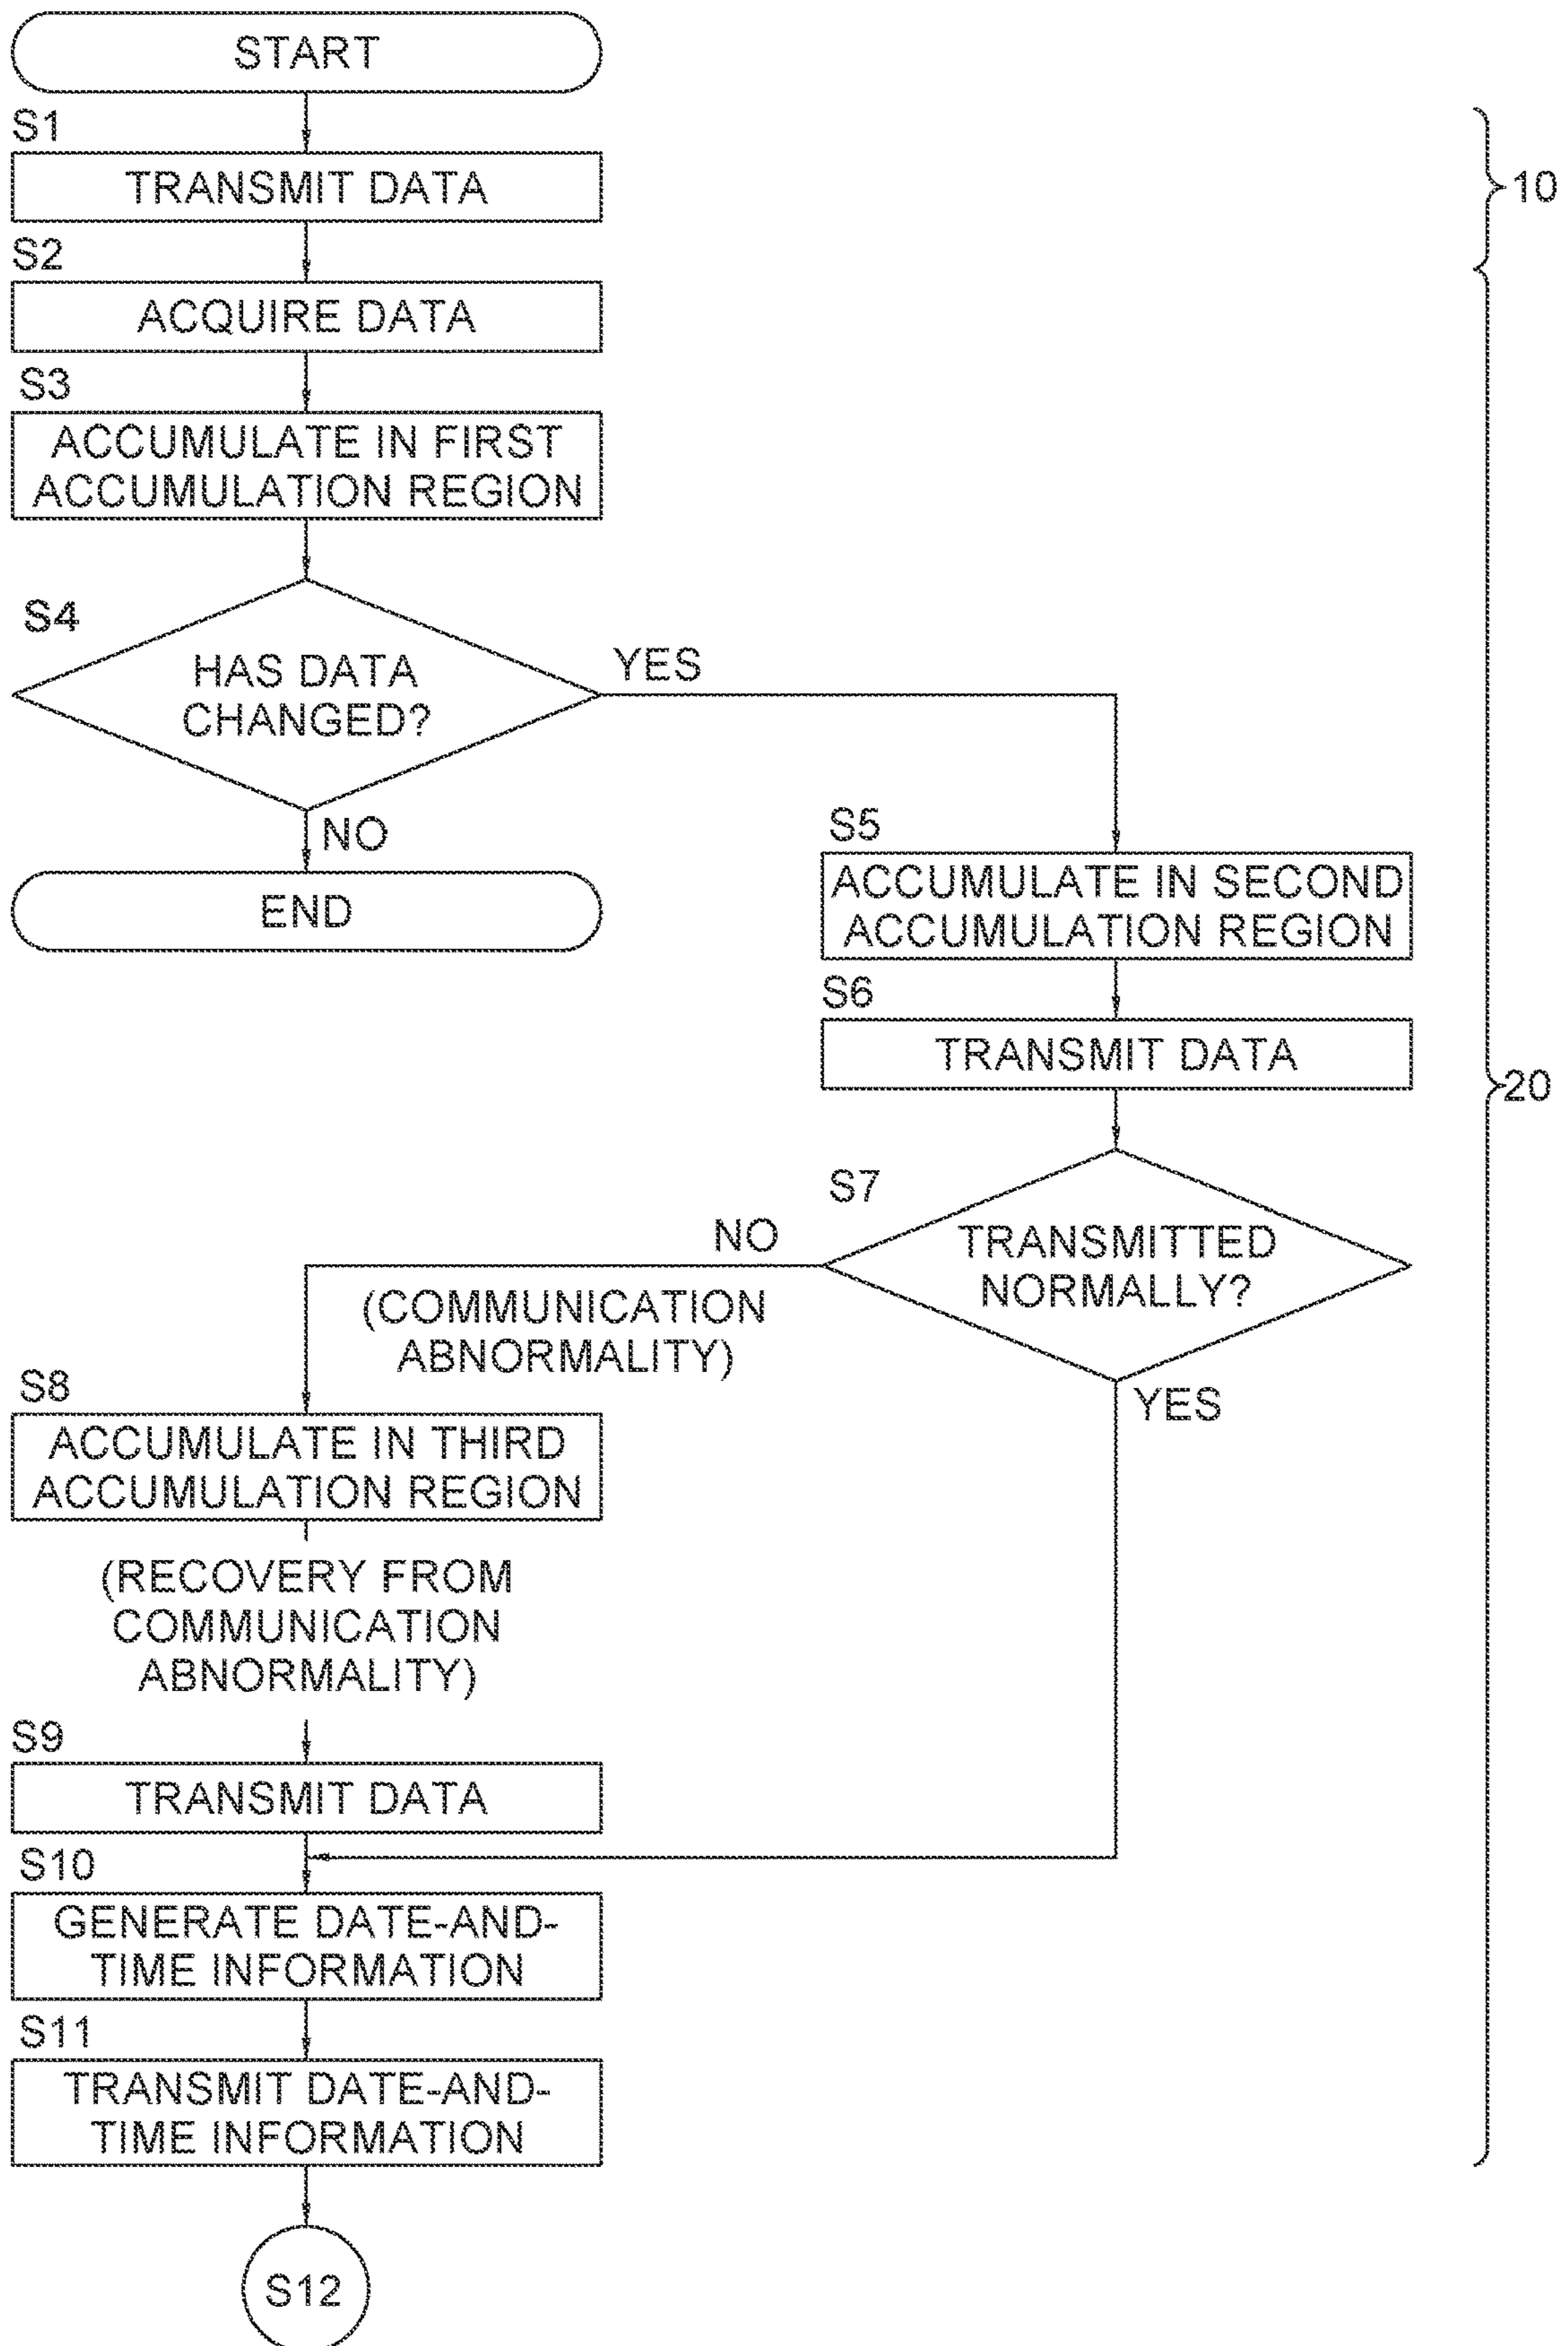 START
S1
TRANSMIT DATA
10
S2
ACQUIRE DATA
S3
ACCUMULATE IN FIRST
ACCUMULATION REGION
S4
HAS DATA
CHANGED?
YES
NO
END
S5
ACCUMULATE IN SECOND
ACCUMULATION REGION
S6
TRANSMIT DATA
20
S7
TRANSMITTED
NORMALLY?
NO
(COMMUNICATION
ABNORMALITY)
YES
S8
ACCUMULATE IN THIRD
ACCUMULATION REGION
(RECOVERY FROM
COMMUNICATION
ABNORMALITY)
S9
TRANSMIT DATA
S10
GENERATE DATE-AND-
TIME INFORMATION
S11
TRANSMIT DATE-AND-
TIME INFORMATION
S12